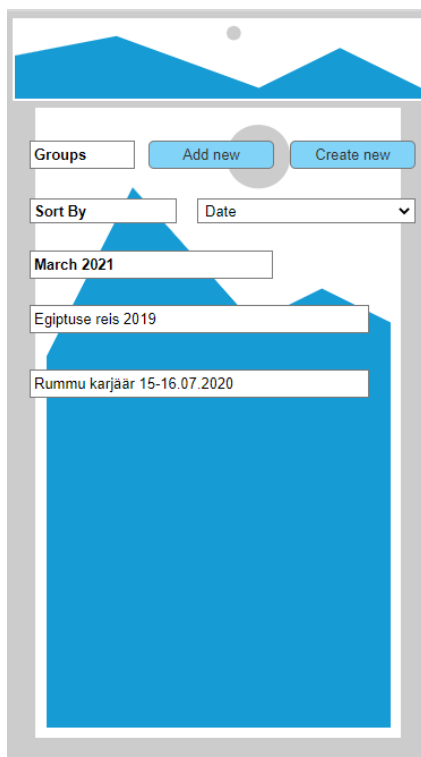 Groups Add new Create new
Sort By Date
March 2021
Egiptuse reis 2019
Rummu karjäär 15-16.07.2020